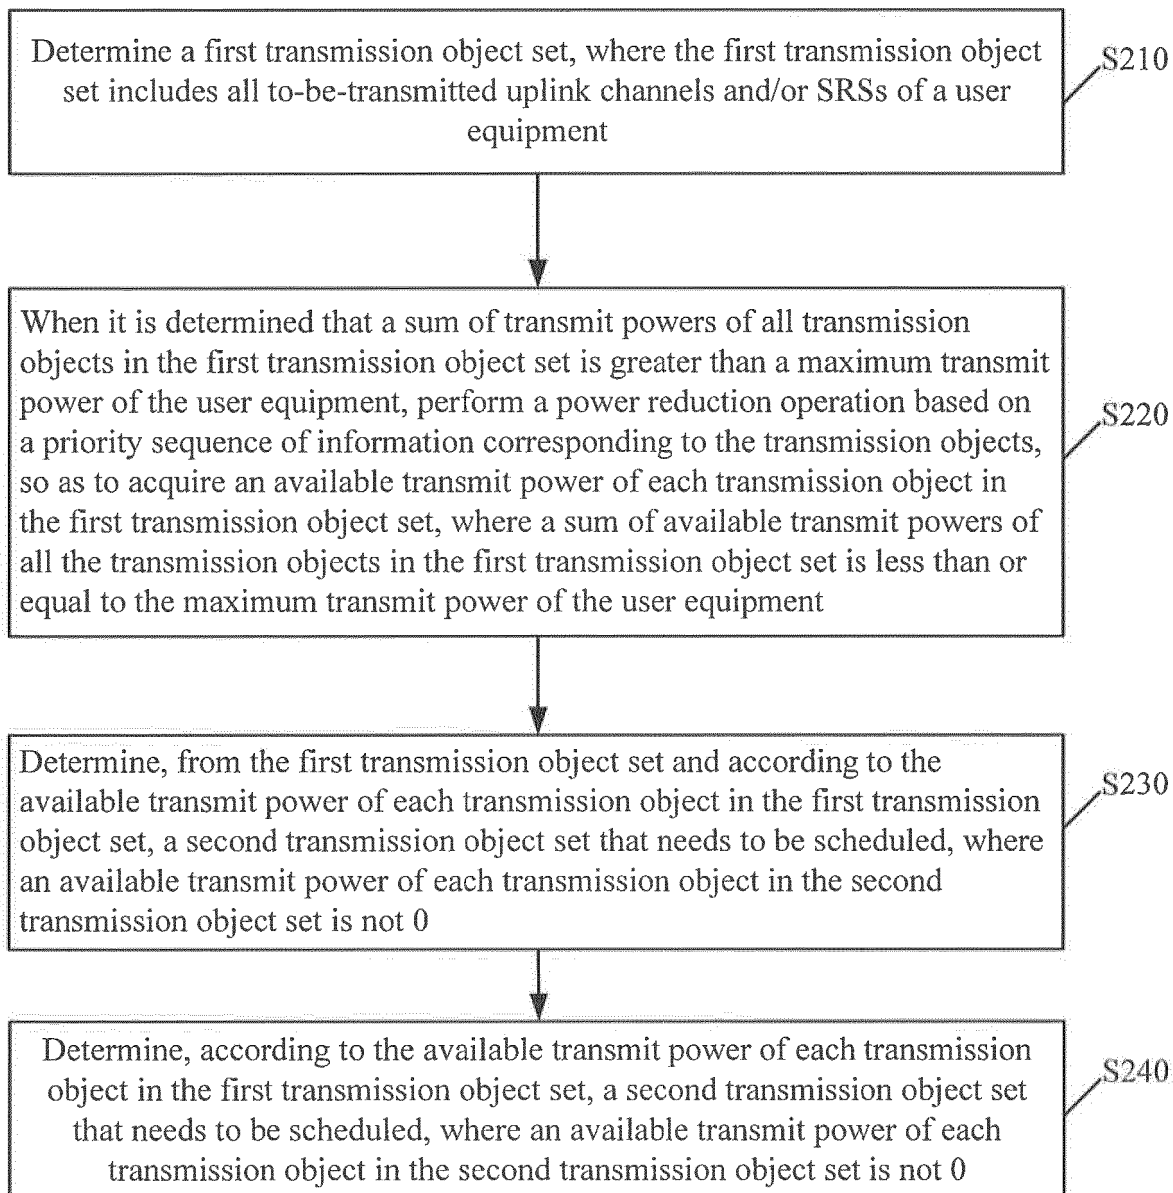 Determine a first transmission object set, where the first transmission object
set includes all to-be-transmitted uplink channels and/or SRSs of a user
equipment
S210
When it is determined that a sum of transmit powers of all transmission
objects in the first transmission object set is greater than a maximum transmit
power of the user equipment, perform a power reduction operation based on
a priority sequence of information corresponding to the transmission objects,
so as to acquire an available transmit power of each transmission object in
the first transmission object set, where a sum of available transmit powers of
all the transmission objects in the first transmission object set is less than or
equal to the maximum transmit power of the user equipment
S220
Determine, from the first transmission object set and according to the
available transmit power of each transmission object in the first transmission
object set, a second transmission object set that needs to be scheduled, where
an available transmit power of each transmission object in the second
transmission object set is not 0
S230
Determine, according to the available transmit power of each transmission
object in the first transmission object set, a second transmission object set
that needs to be scheduled, where an available transmit power of each
transmission object in the second transmission object set is not 0
S240